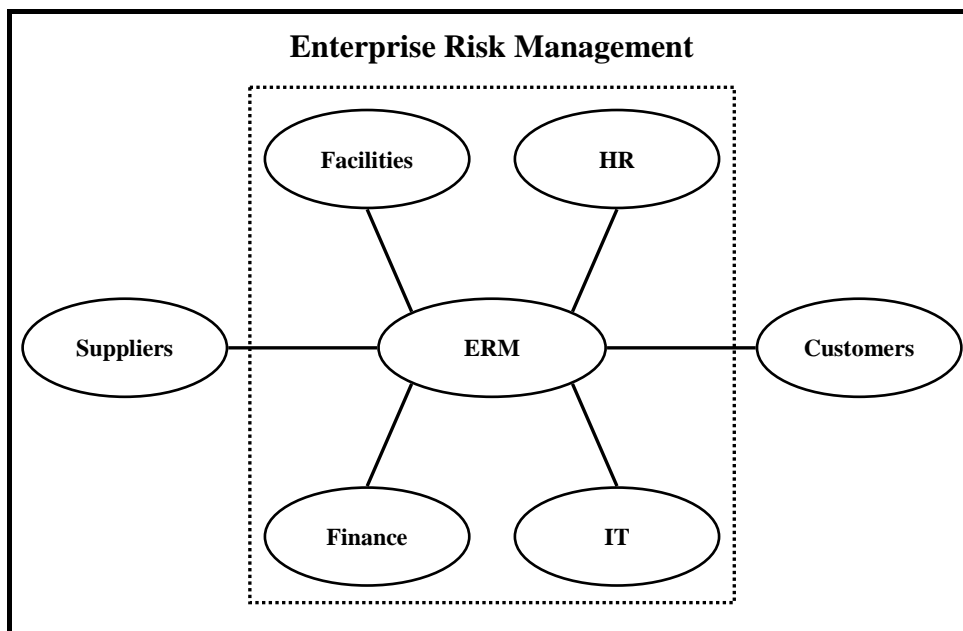 Enterprise Risk Management
Facilities
HR
Suppliers
ERM
Customers
Finance
IT